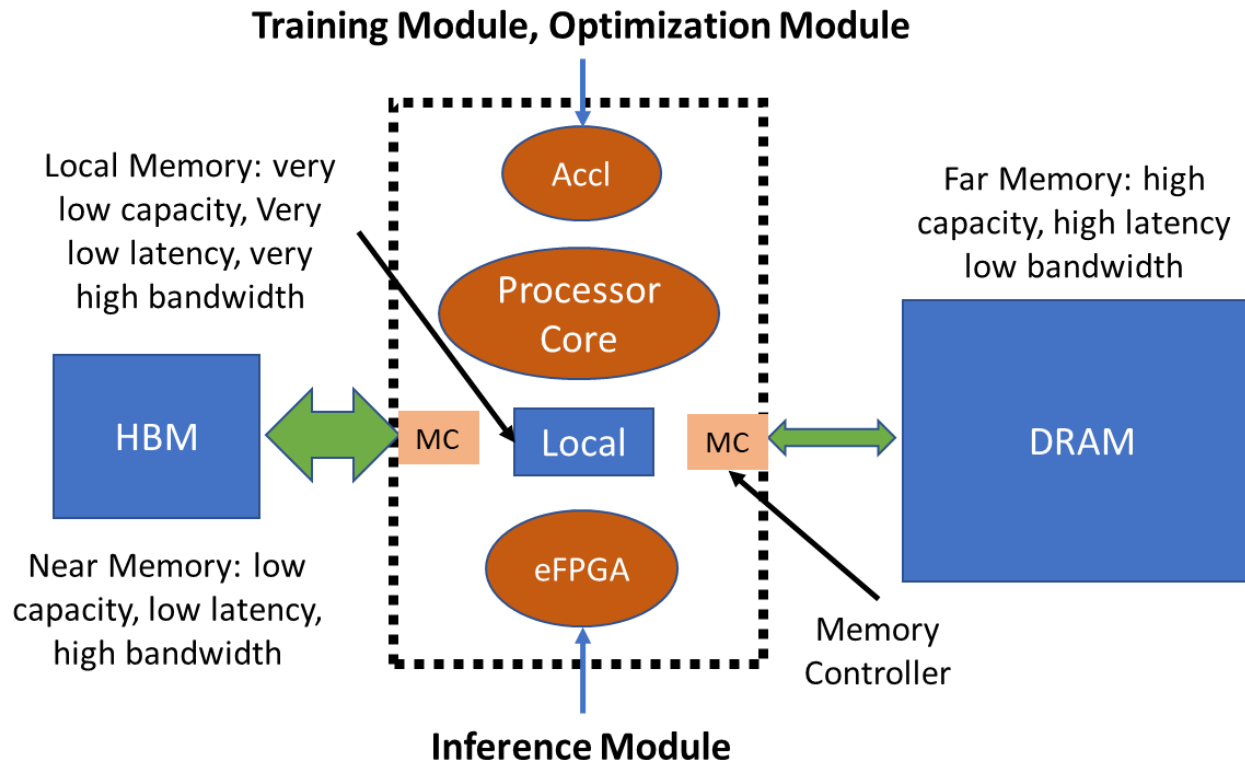 Training Module, Optimization Module
Local Memory: very
low capacity, Very
low latency, very
high bandwidth
Accl
Far Memory: high
capacity, high latency
low bandwidth
Processor
Core
HBM
MC
Local
MC
DRAM
Near Memory: low
capacity, low latency,
high bandwidth
eFPGA
Memory
Controller
Inference Module